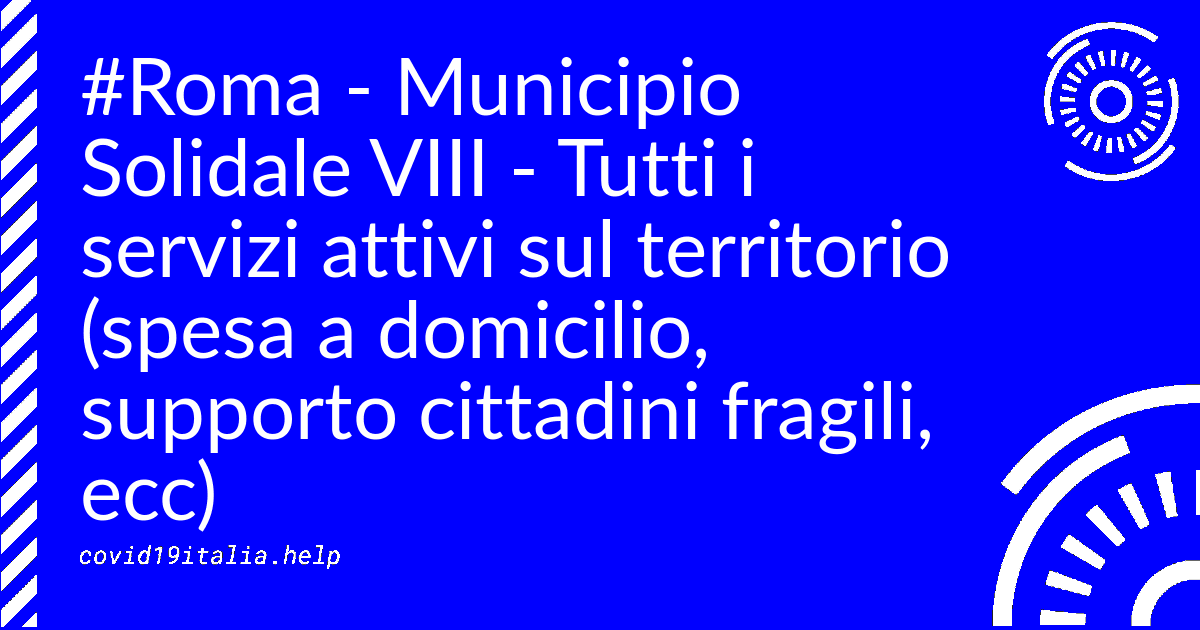 #Roma - Municipio
Solidale VIII - Tutti i
servizi attivi sul territorio
(spesa a domicilio,
supporto cittadini fragili,
ecc)
covid19italia.help